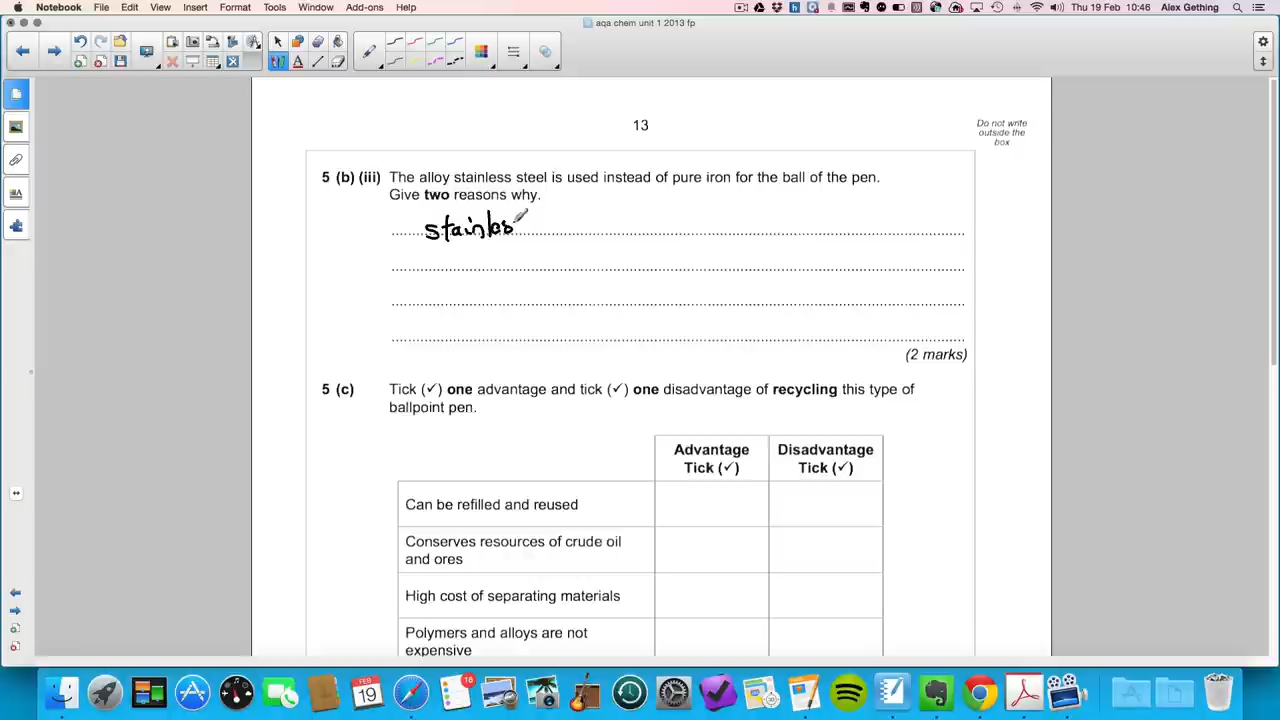 Notebook File Edit View Insert Format Tools Window Add-ons Help Thu 19 Feb 10:46 Alex Gething
aqa chem unit 1 2013 fp
13
Do not write
outside the
box
5 (b) (iii) The alloy stainless steel is used instead of pure iron for the ball of the pen.
Give two reasons why.
stainles
(2 marks)
5 (c) Tick (✓) one advantage and tick (✓) one disadvantage of recycling this type of
ballpoint pen.
Advantage Disadvantage
Tick (✓) Tick (✓)
Can be refilled and reused
Conserves resources of crude oil
and ores
High cost of separating materials
Polymers and alloys are not
expensive
FEB
19
18